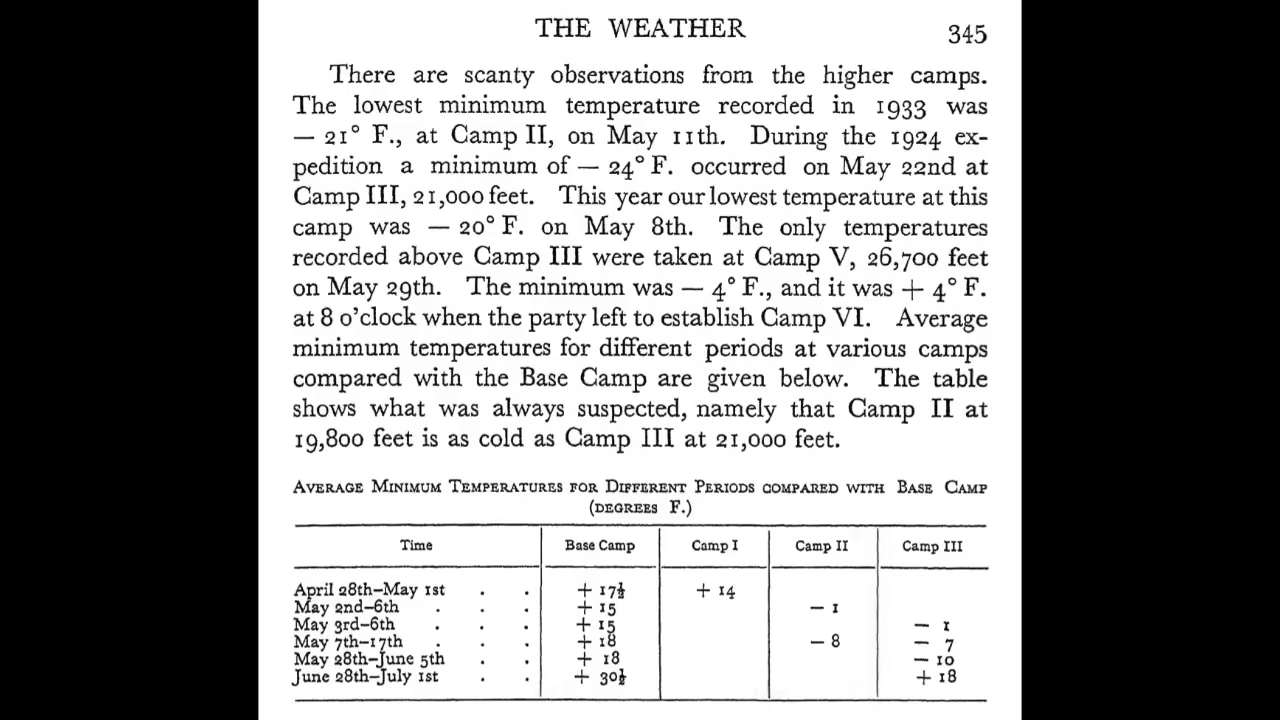 THE WEATHER 345
There are scanty observations from the higher camps.
The lowest minimum temperature recorded in 1933 was
— 21° F., at Camp II, on May 11th. During the 1924 ex-
pedition a minimum of — 24° F. occurred on May 22nd at
Camp III, 21,000 feet. This year our lowest temperature at this
camp was — 20° F. on May 8th. The only temperatures
recorded above Camp III were taken at Camp V, 26,700 feet
on May 29th. The minimum was — 4° F., and it was + 4° F.
at 8 o’clock when the party left to establish Camp VI. Average
minimum temperatures for different periods at various camps
compared with the Base Camp are given below. The table
shows what was always suspected, namely that Camp II at
19,800 feet is as cold as Camp III at 21,000 feet.
AVERAGE MINIMUM TEMPERATURES FOR DIFFERENT PERIODS COMPARED WITH BASE CAMP
(DEGREES F.)
Time Base Camp Camp I Camp II Camp III
April 28th–May 1st . . + 17½ + 14
May 2nd–6th . . . + 15 — 1
May 3rd–6th . . . + 15 — 1
May 7th–17th . . . + 18 — 8 — 7
May 28th–June 5th . . + 18 — 10
June 28th–July 1st . . + 30½ + 18